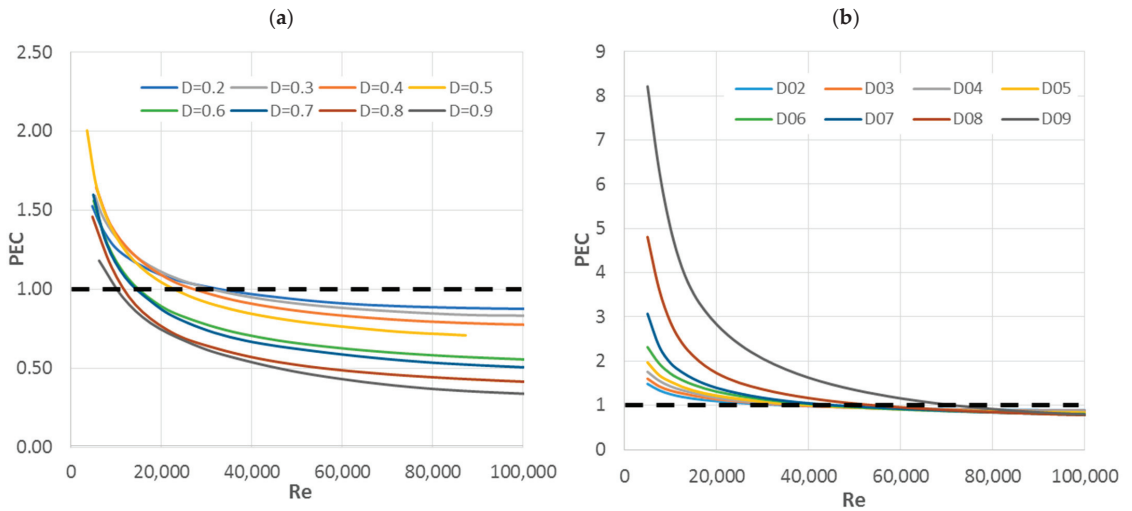 (a)
2.50
2.00
1.50
1.00
0.50
0.00
PEC
D=0.2 D=0.3 D=0.4 D=0.5
D=0.6 D=0.7 D=0.8 D=0.9
0 20,000 40,000 60,000 80,000 100,000
Re
(b)
9
8
7
6
5
4
3
2
1
0
PEC
D02 D03 D04 D05
D06 D07 D08 D09
0 20,000 40,000 60,000 80,000 100,000
Re